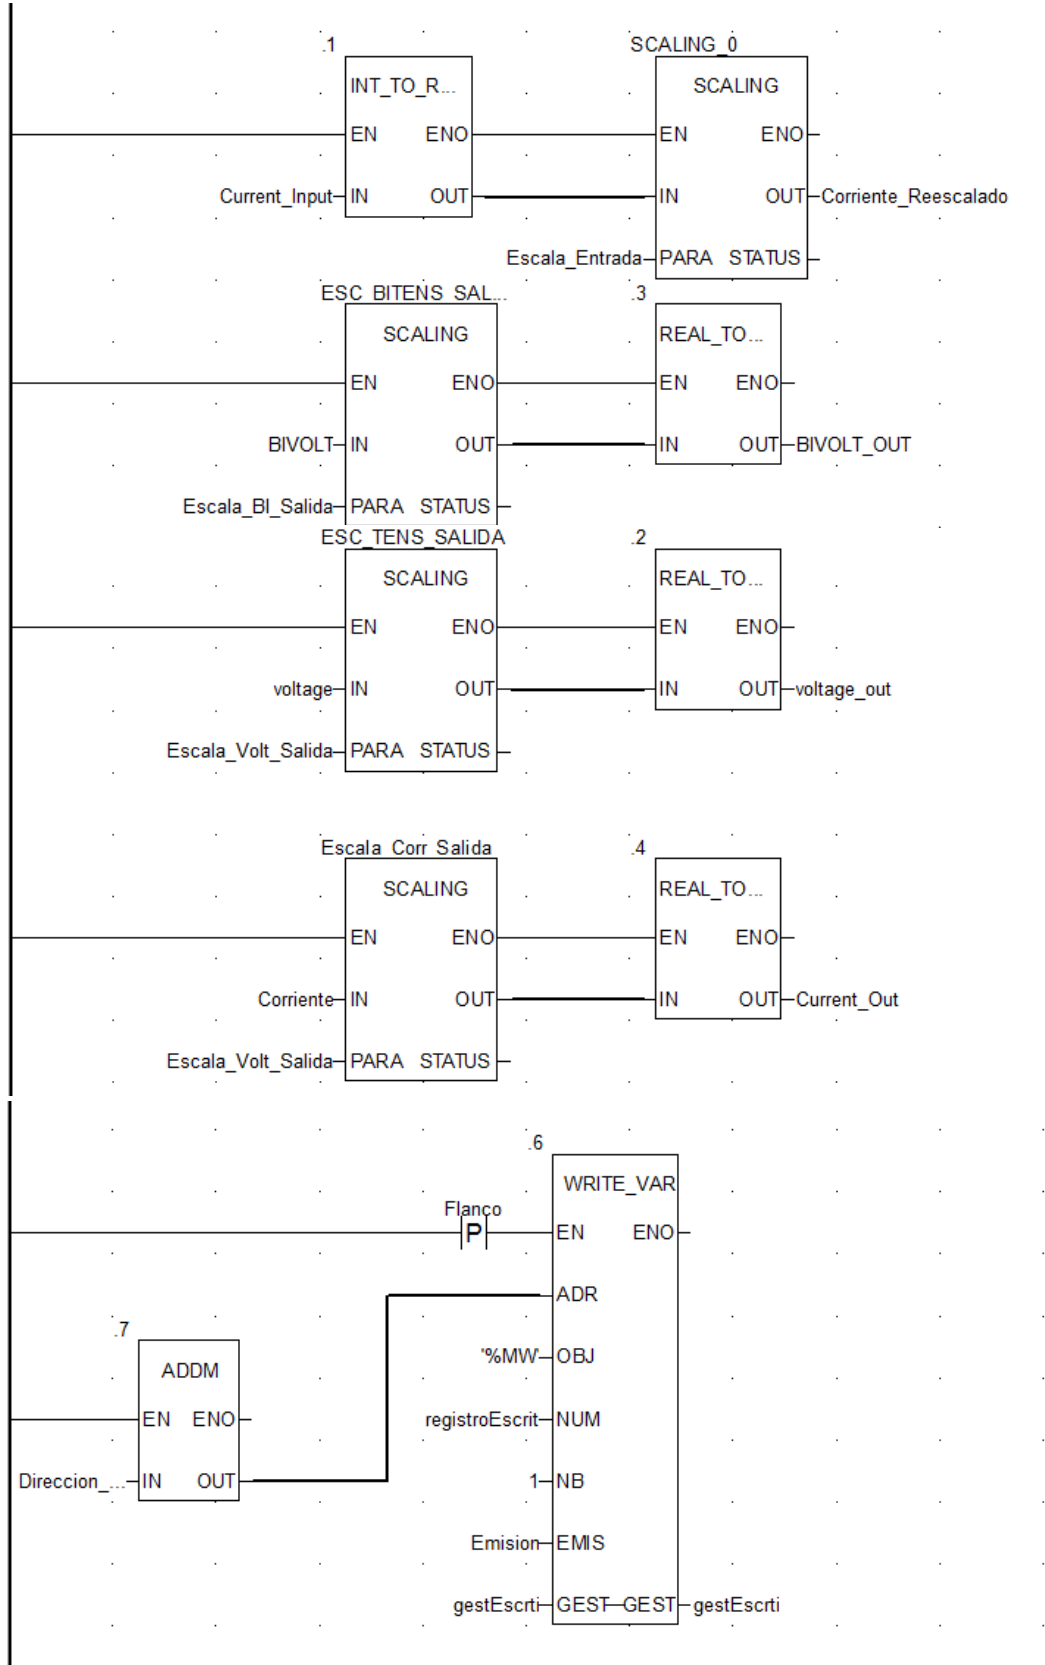 .1 SCALING_0
INT_TO_R... SCALING
EN ENO EN ENO
Current_Input IN OUT IN OUT Corriente_Reescalado
Escala_Entrada PARA STATUS
ESC_BITENS_SAL... .3
SCALING REAL_TO...
EN ENO EN ENO
BIVOLT IN OUT IN OUT BIVOLT_OUT
Escala_BI_Salida PARA STATUS
ESC_TENS_SALIDA .2
SCALING REAL_TO...
EN ENO EN ENO
voltage IN OUT IN OUT voltage_out
Escala_Volt_Salida PARA STATUS
Escala_Corr_Salida .4
SCALING REAL_TO...
EN ENO EN ENO
Corriente IN OUT IN OUT Current_Out
Escala_Volt_Salida PARA STATUS
.6
WRITE_VAR
Flanco
P EN ENO
ADR
.7
'%MW' OBJ
ADDM
EN ENO registroEscrit NUM
Direccion_... IN OUT 1 NB
Emision EMIS
gestEscrti GEST GEST gestEscrti